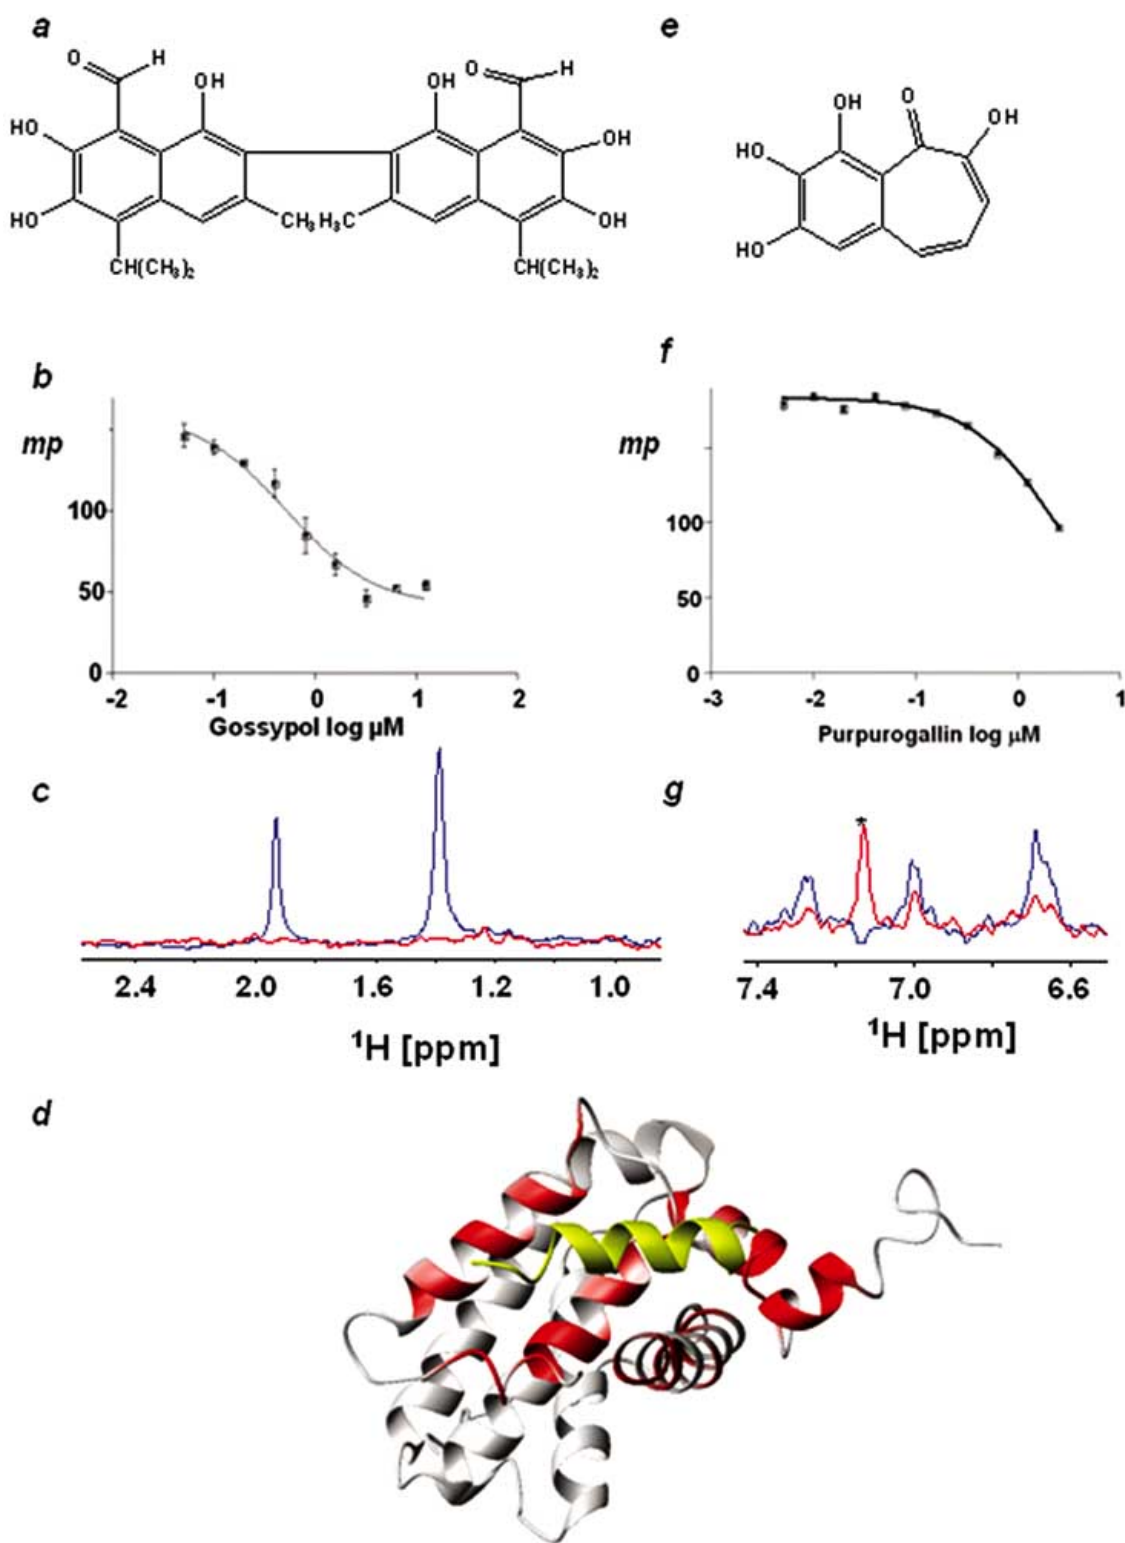 a
O H OH OH O H
HO OH
HO CH3 H3C OH
CH(CH3)2 CH(CH3)2
e
OH O OH
HO
HO
b
mp
100
50
0
-2 -1 0 1 2
Gossypol log µM
f
mp
100
50
0
-3 -2 -1 0 1
Purpurogallin log µM
c
2.4 2.0 1.6 1.2 1.0
¹H [ppm]
g
*
7.4 7.0 6.6
¹H [ppm]
d